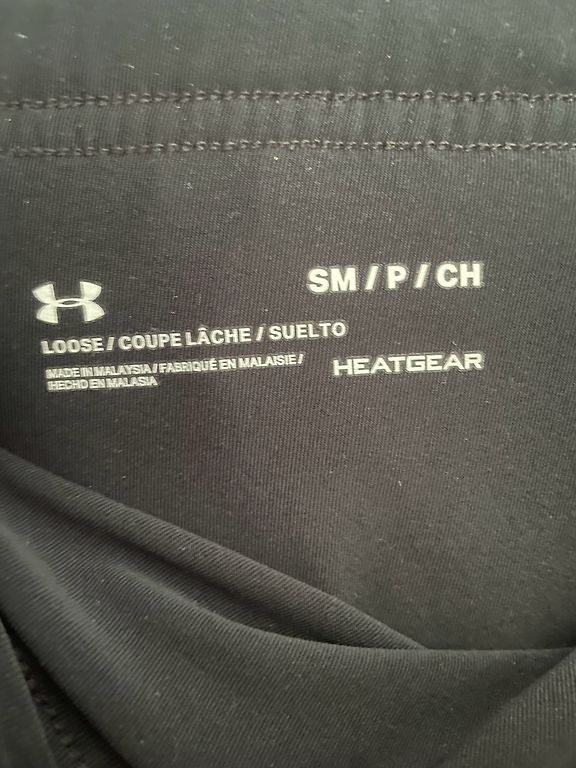 SM / P / CH
LOOSE / COUPE LÂCHE / SUELTO
MADE IN MALAYSIA / FABRIQUÉ EN MALAISIE /
HECHO EN MALASIA
HEATGEAR